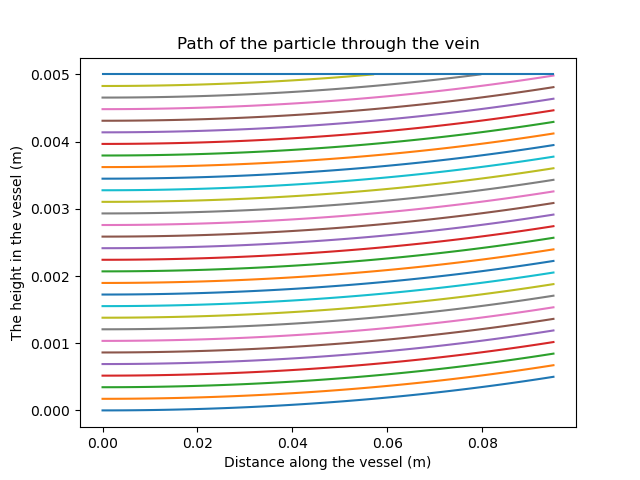 Path of the particle through the vein
0.005
0.004
0.003
0.002
0.001
0.000
The height in the vessel (m)
0.00 0.02 0.04 0.06 0.08
Distance along the vessel (m)